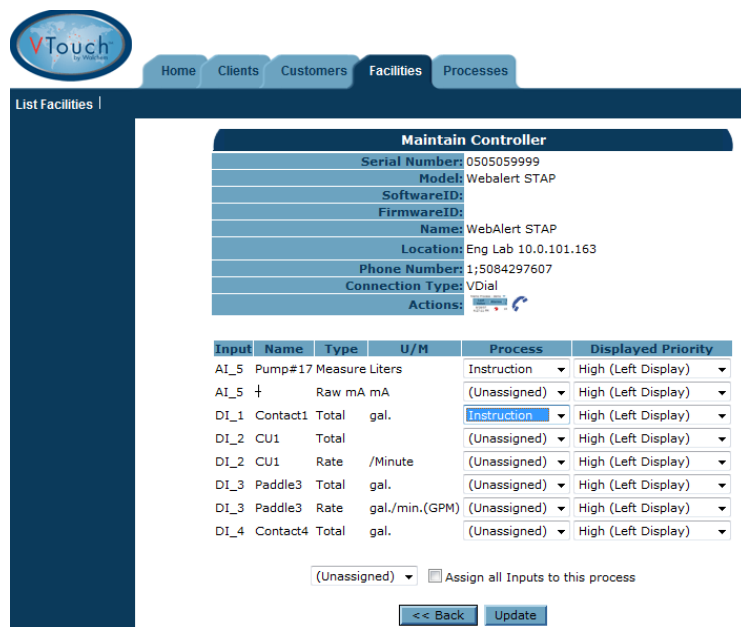 VTouch
by Walchem
Home Clients Customers Facilities Processes
List Facilities |
Maintain Controller
Serial Number: 0505059999
Model: Webalert STAP
SoftwareID:
FirmwareID:
Name: WebAlert STAP
Location: Eng Lab 10.0.101.163
Phone Number: 1;5084297607
Connection Type: VDial
Actions:
Input Name Type U/M Process Displayed Priority
AI_5 Pump#17 Measure Liters Instruction High (Left Display)
AI_5 ┼ Raw mA mA (Unassigned) High (Left Display)
DI_1 Contact1 Total gal. Instruction High (Left Display)
DI_2 CU1 Total (Unassigned) High (Left Display)
DI_2 CU1 Rate /Minute (Unassigned) High (Left Display)
DI_3 Paddle3 Total gal. (Unassigned) High (Left Display)
DI_3 Paddle3 Rate gal./min.(GPM) (Unassigned) High (Left Display)
DI_4 Contact4 Total gal. (Unassigned) High (Left Display)
(Unassigned) Assign all Inputs to this process
<< Back Update